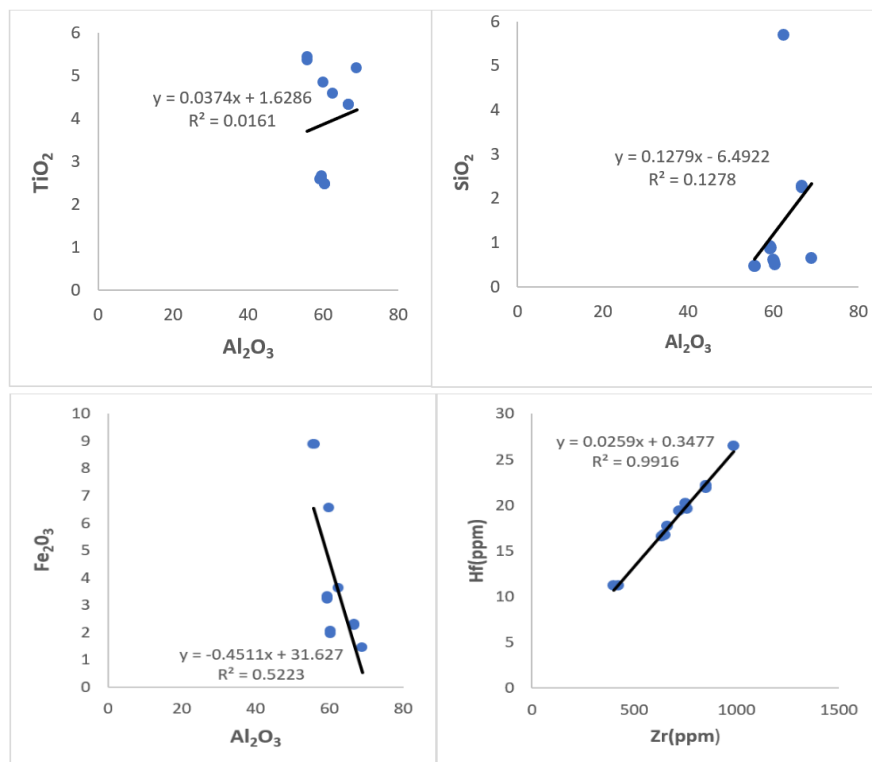 TiO₂
6
5
4
3
2
1
0
y = 0.0374x + 1.6286
R² = 0.0161
0 20 40 60 80
Al₂O₃
SiO₂
6
5
4
3
2
1
0
y = 0.1279x - 6.4922
R² = 0.1278
0 20 40 60 80
Al₂O₃
Fe₂0₃
10
9
8
7
6
5
4
3
2
1
0
y = -0.4511x + 31.627
R² = 0.5223
0 20 40 60 80
Al₂O₃
Hf(ppm)
30
25
20
15
10
5
0
y = 0.0259x + 0.3477
R² = 0.9916
0 500 1000 1500
Zr(ppm)